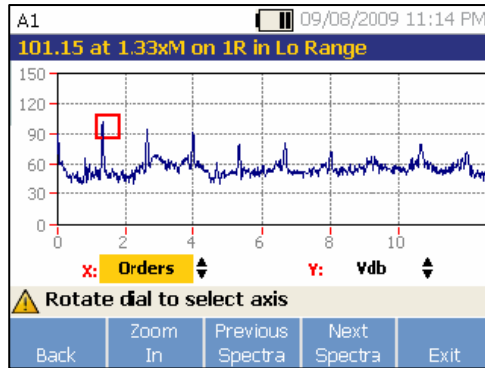 A1 09/08/2009 11:14 PM
101.15 at 1.33xM on 1R in Lo Range
150
120
90
60
30
0
0 2 4 6 8 10
X: Orders Y: VdB
Rotate dial to select axis
Back Zoom In Previous Spectra Next Spectra Exit